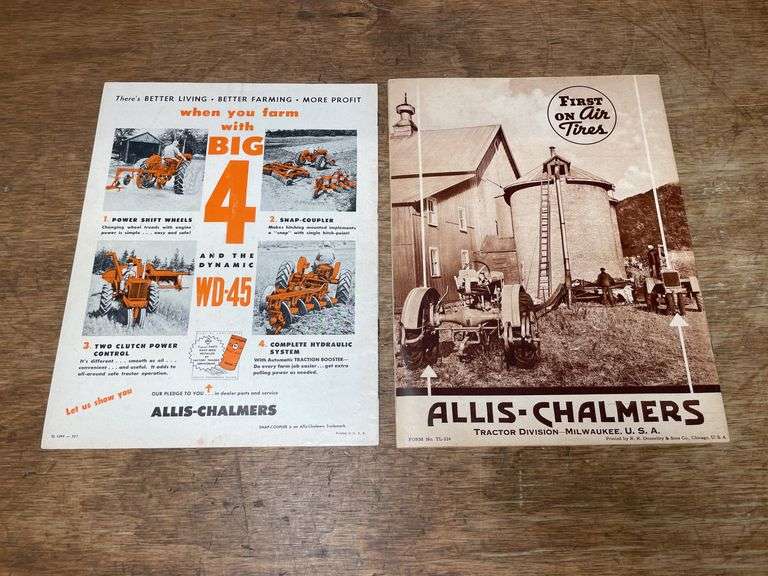 There's BETTER LIVING • BETTER FARMING • MORE PROFIT
when you farm
with
BIG
4
AND THE
DYNAMIC
WD-45
1. POWER SHIFT WHEELS
Changing wheel treads with engine
power is simple . . . easy and safe!
2. SNAP-COUPLER
Makes hitching mounted implements
a "snap" with single hitch-point!
3. TWO CLUTCH POWER
CONTROL
It's different . . . smooth as oil . . .
convenient . . . and useful. It adds to
all-around safe tractor operation.
4. COMPLETE HYDRAULIC
SYSTEM
With Automatic TRACTION BOOSTER—
Do every farm job easier . . . get extra
pulling power as needed.
Let us show you
OUR PLEDGE TO YOU
in dealer parts and service
ALLIS-CHALMERS
SNAP-COUPLER is an Allis-Chalmers Trademark.
Printed in U. S. A.
FIRST
ON Air
Tires
ALLIS-CHALMERS
TRACTOR DIVISION—MILWAUKEE, U. S. A.
FORM No. TL-224
Printed by R. R. Donnelley & Sons Co., Chicago, U. S. A.